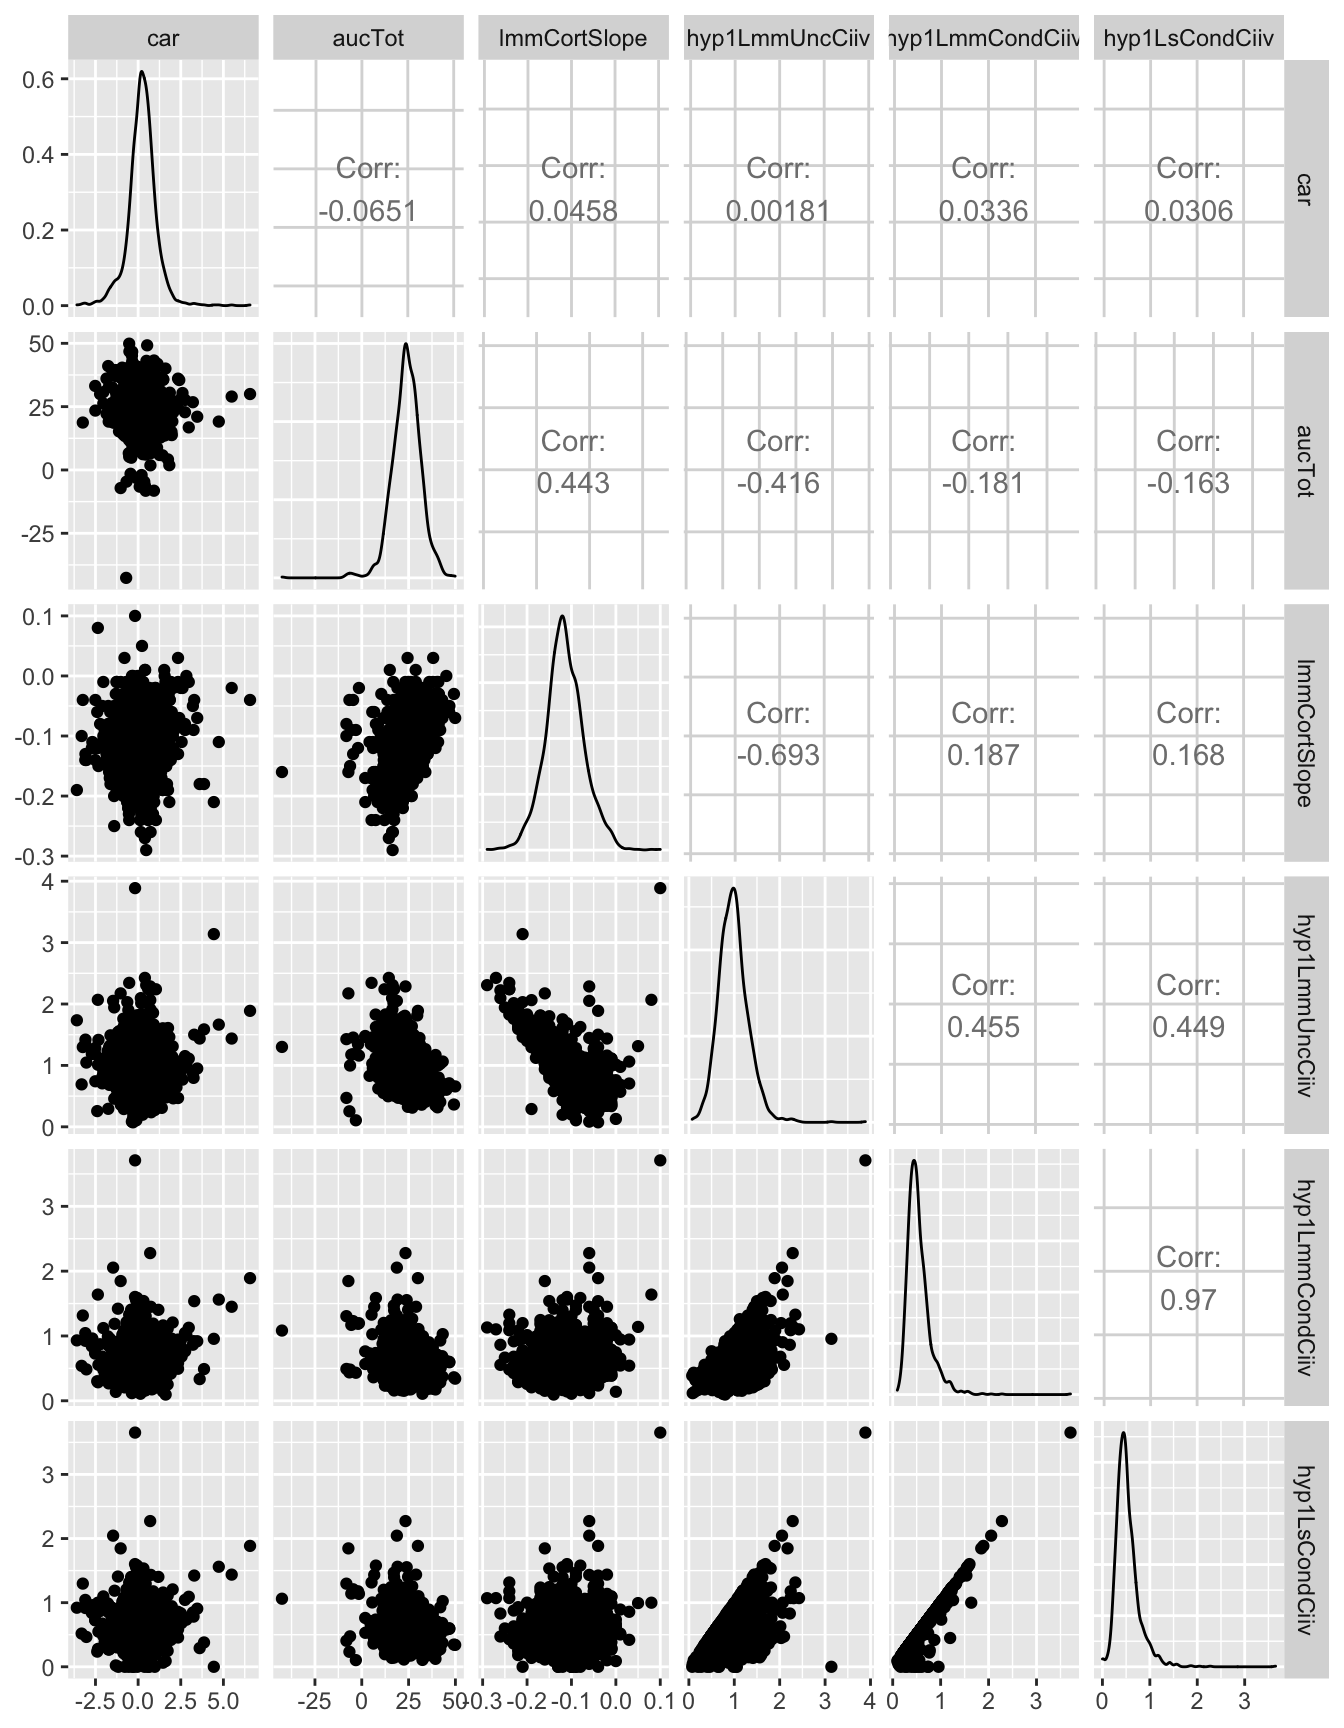 car
aucTot
lmmCortSlope
hyp1LmmUncCiiv
hyp1LmmCondCiiv
hyp1LsCondCiiv
0.6
0.4
0.2
0.0
Corr:
-0.0651
Corr:
0.0458
Corr:
0.00181
Corr:
0.0336
Corr:
0.0306
car
50
25
0
-25
Corr:
0.443
Corr:
-0.416
Corr:
-0.181
Corr:
-0.163
aucTot
0.1
0.0
-0.1
-0.2
-0.3
Corr:
-0.693
Corr:
0.187
Corr:
0.168
lmmCortSlope
4
3
2
1
0
Corr:
0.455
Corr:
0.449
hyp1LmmUncCiiv
3
2
1
0
Corr:
0.97
hyp1LmmCondCiiv
3
2
1
0
hyp1LsCondCiiv
-2.5 0.0 2.5 5.0
-25 0 25 50
-0.3 -0.2 -0.1 0.0 0.1
0 1 2 3 4
0 1 2 3
0 1 2 3